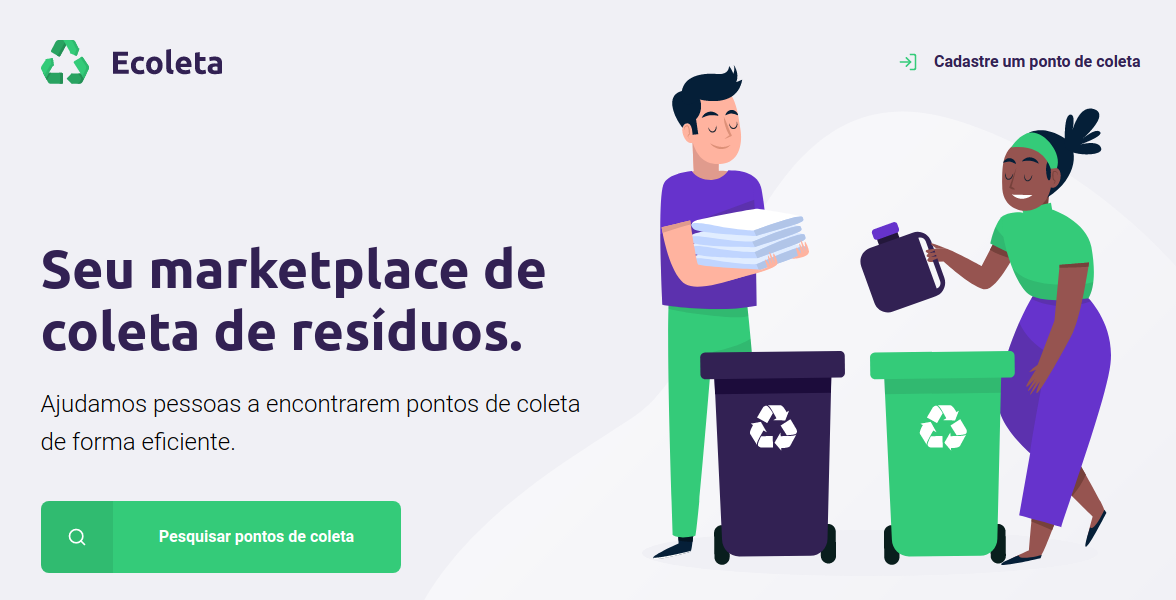 Ecoleta
Cadastre um ponto de coleta
Seu marketplace de
coleta de resíduos.
Ajudamos pessoas a encontrarem pontos de coleta
de forma eficiente.
Pesquisar pontos de coleta